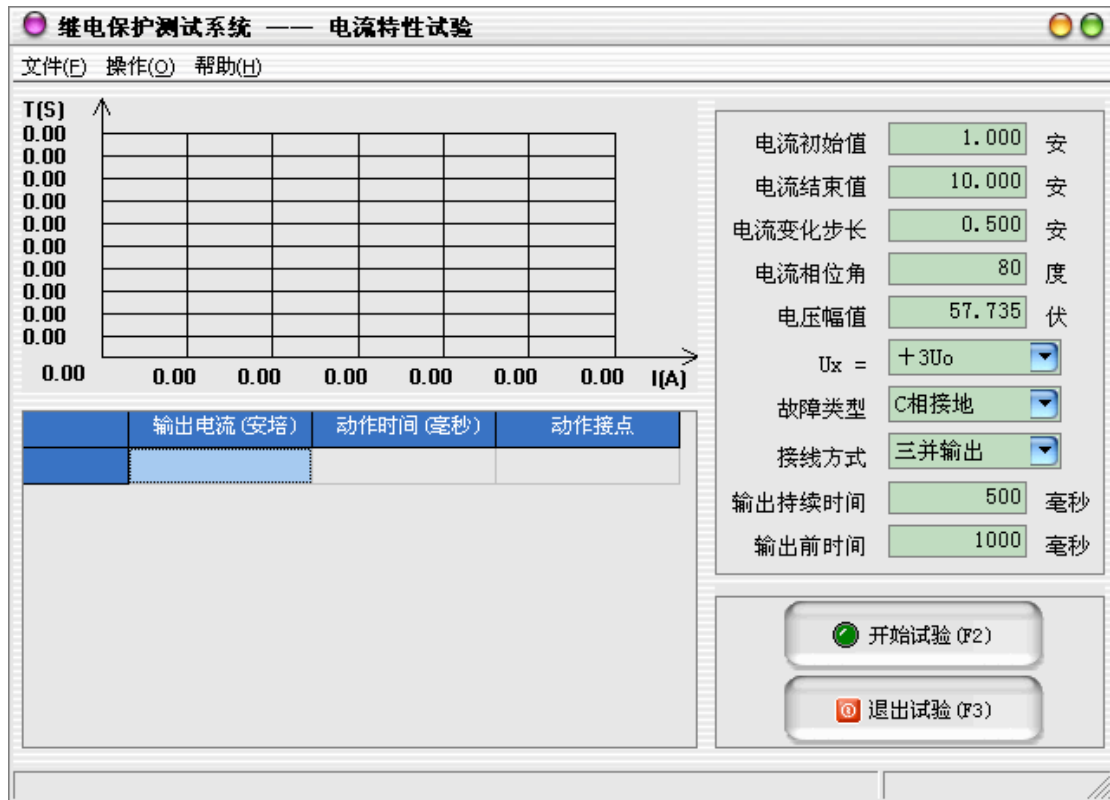 继电保护测试系统 —— 电流特性试验
文件(F) 操作(O) 帮助(H)
T(S)
0.00
0.00
0.00
0.00
0.00
0.00
0.00
0.00
0.00
0.00
0.00 0.00 0.00 0.00 0.00 0.00 0.00 I(A)
输出电流(安培) 动作时间(毫秒) 动作接点
电流初始值 1.000 安
电流结束值 10.000 安
电流变化步长 0.500 安
电流相位角 80 度
电压幅值 57.735 伏
Ux = +3Uo
故障类型 C相接地
接线方式 三并输出
输出持续时间 500 毫秒
输出前时间 1000 毫秒
开始试验(F2)
退出试验(F3)